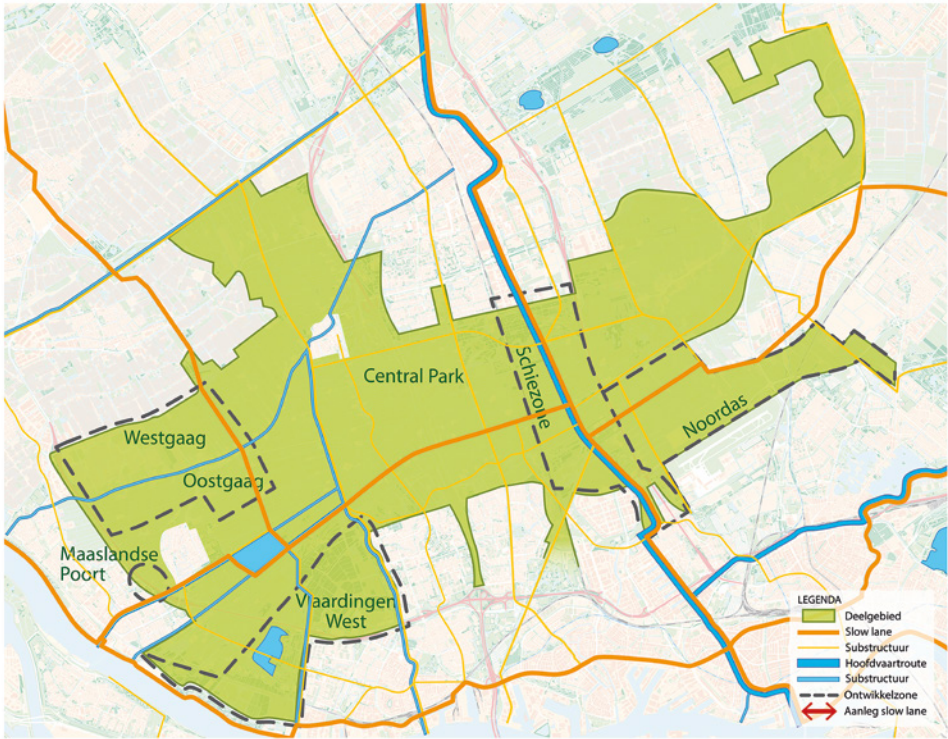 Central Park
Schiezone
Noordas
Westgaag
Oostgaag
Maaslandse
Poort
Vlaardingen
West
LEGENDA
Deelgebied
Slow lane
Substructuur
Hoofdvaartroute
Substructuur
Ontwikkelzone
Aanleg slow lane